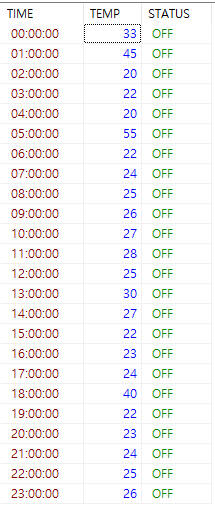 TIME TEMP STATUS
00:00:00 33 OFF
01:00:00 45 OFF
02:00:00 20 OFF
03:00:00 22 OFF
04:00:00 20 OFF
05:00:00 55 OFF
06:00:00 22 OFF
07:00:00 24 OFF
08:00:00 25 OFF
09:00:00 26 OFF
10:00:00 27 OFF
11:00:00 28 OFF
12:00:00 25 OFF
13:00:00 30 OFF
14:00:00 27 OFF
15:00:00 22 OFF
16:00:00 23 OFF
17:00:00 24 OFF
18:00:00 40 OFF
19:00:00 22 OFF
20:00:00 23 OFF
21:00:00 24 OFF
22:00:00 25 OFF
23:00:00 26 OFF